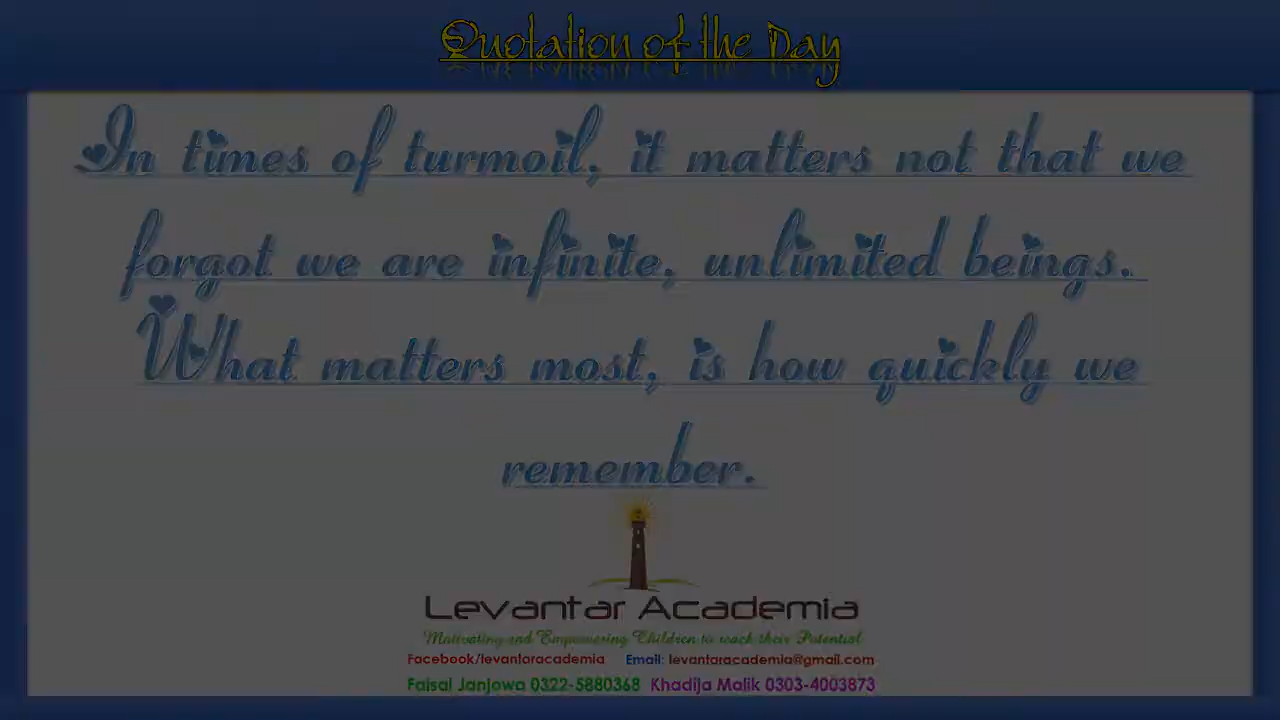 Quotation of the Day
In times of turmoil, it matters not that we
forgot we are infinite, unlimited beings.
What matters most, is how quickly we
remember.
Levantar Academia
Motivating and Empowering Children to reach their Potential
Facebook/levantaracademia Email: levantaracademia@gmail.com
Faisal Janjowa 0322-5880368 Khadija Malik 0303-4003873